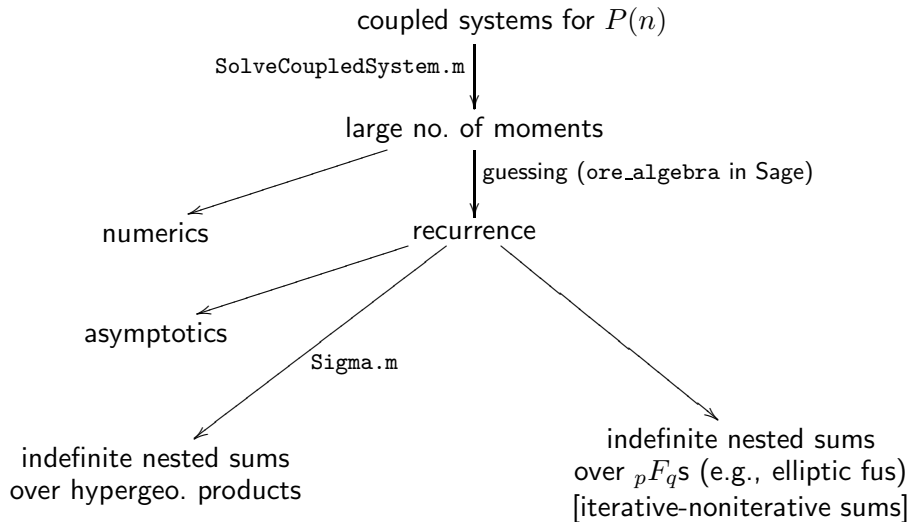 coupled systems for P(n)
SolveCoupledSystem.m
large no. of moments
guessing (ore_algebra in Sage)
numerics
recurrence
asymptotics
Sigma.m
indefinite nested sums
over hypergeo. products
indefinite nested sums
over pFqs (e.g., elliptic fus)
[iterative-noniterative sums]